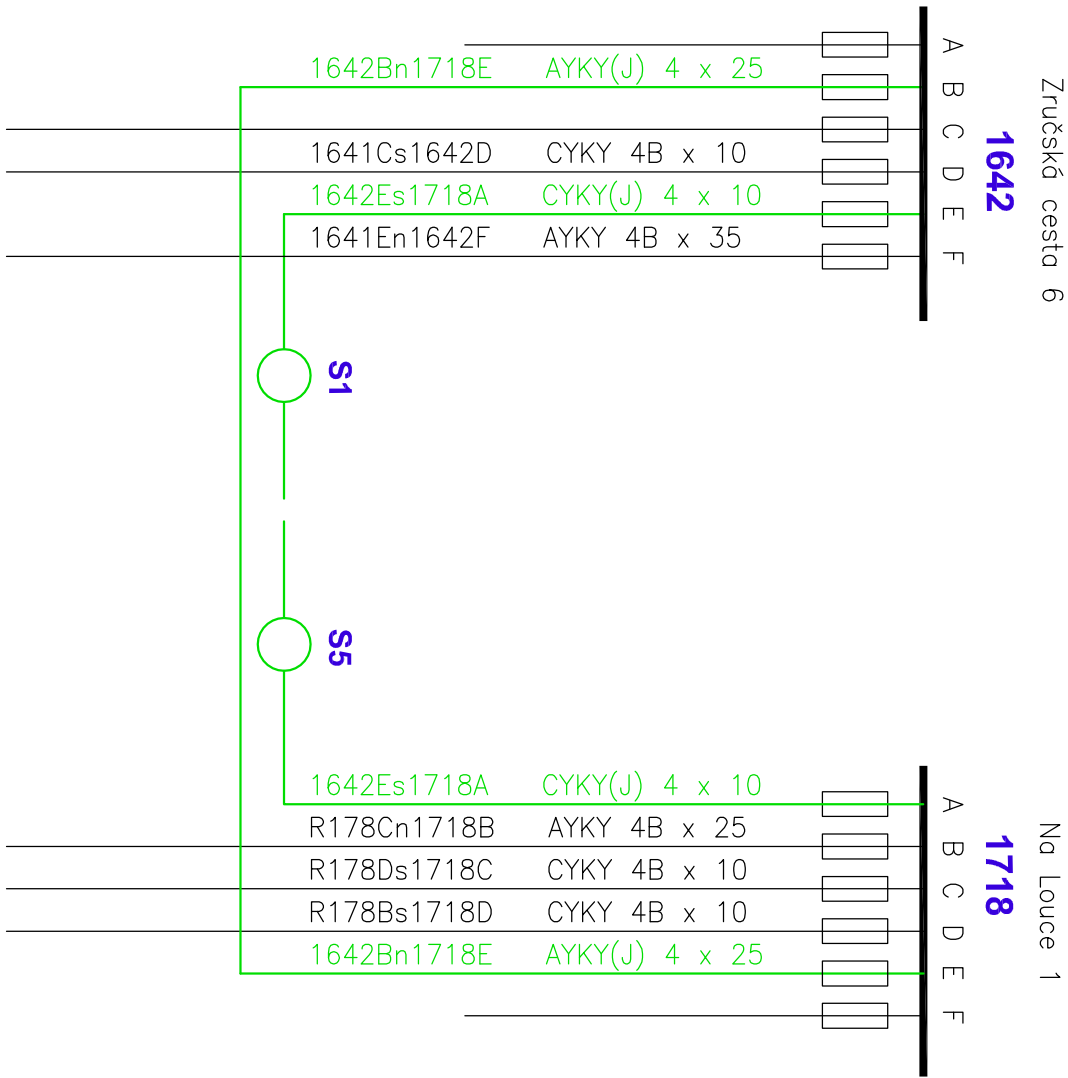 Zručská cesta 6
1642
A
1642Bn1718E AYKY(J) 4 x 25
B
C
1641Cs1642D CYKY 4B x 10
D
1642Es1718A CYKY(J) 4 x 10
E
1641En1642F AYKY 4B x 35
F
S1
S5
Na Louce 1
1718
1642Es1718A CYKY(J) 4 x 10
A
R178Cn1718B AYKY 4B x 25
B
R178Ds1718C CYKY 4B x 10
C
R178Bs1718D CYKY 4B x 10
D
1642Bn1718E AYKY(J) 4 x 25
E
F